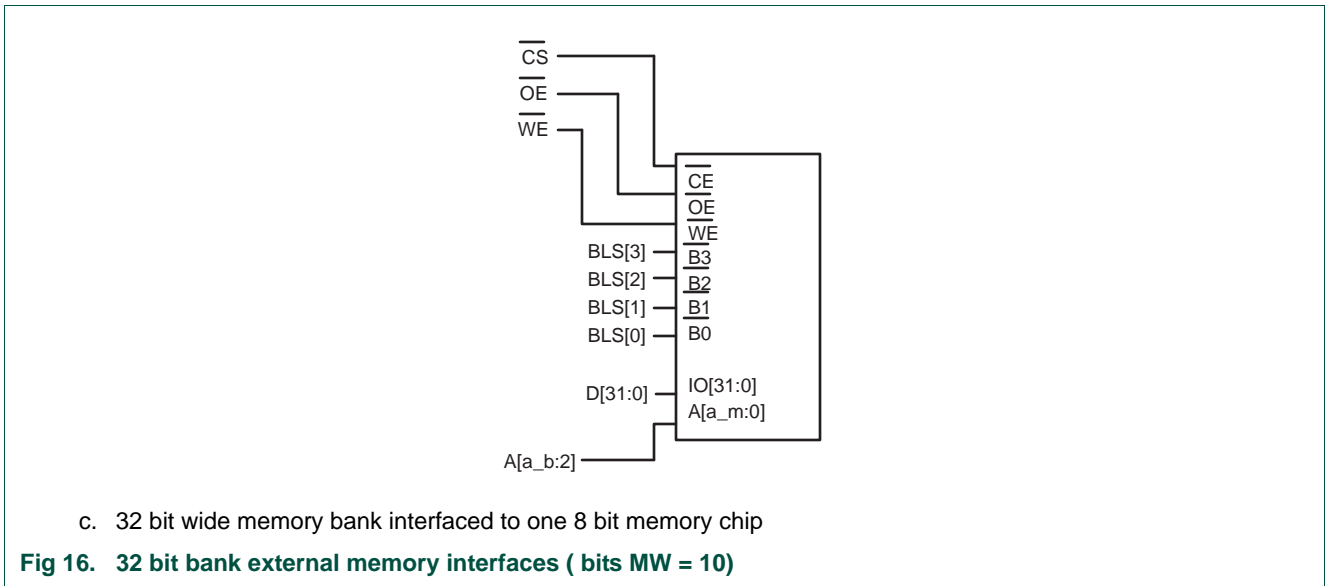 CS
OE
WE
CE
OE
WE
BLS[3] B3
BLS[2] B2
BLS[1] B1
BLS[0] B0
D[31:0] IO[31:0]
A[a_m:0]
A[a_b:2]
c. 32 bit wide memory bank interfaced to one 8 bit memory chip
Fig 16. 32 bit bank external memory interfaces ( bits MW = 10)